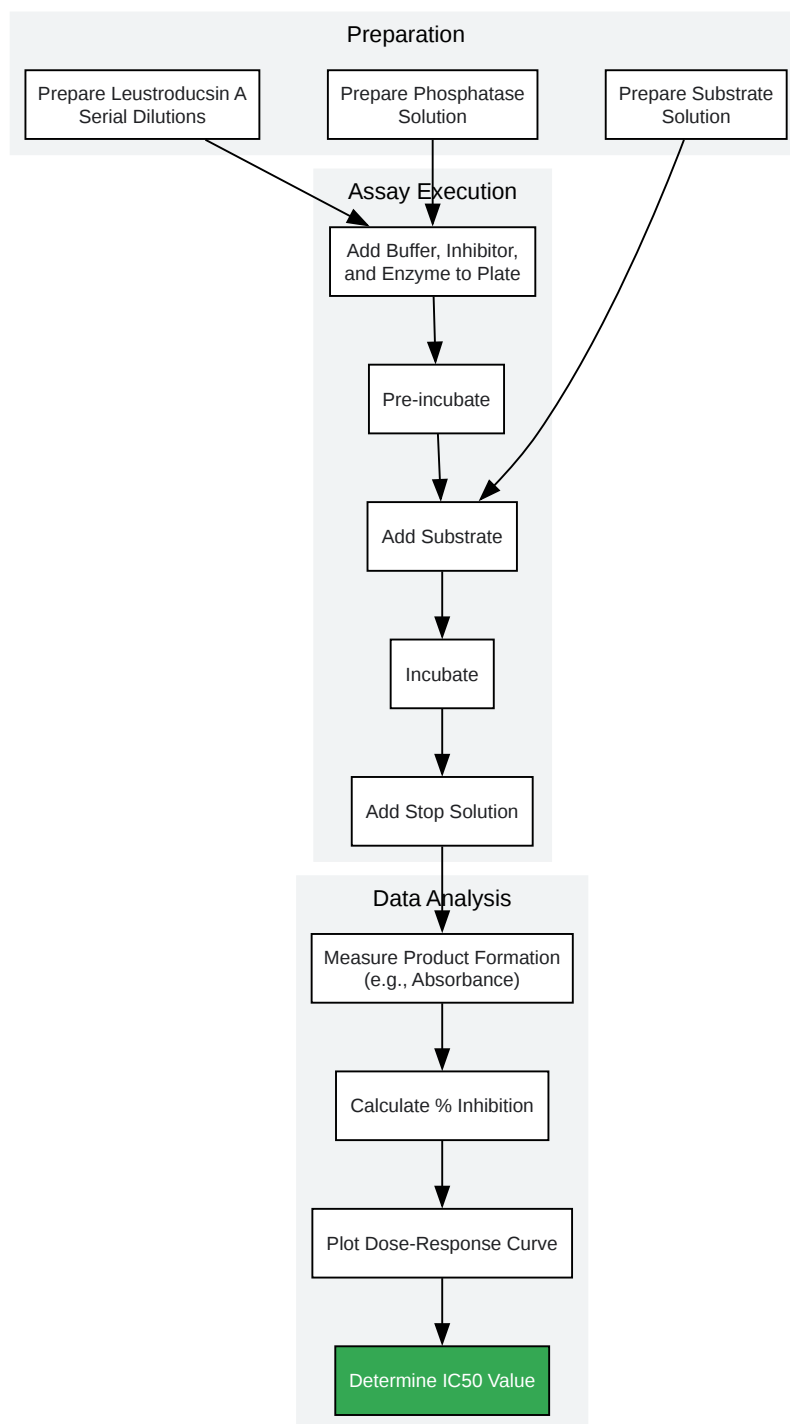 Preparation
Prepare Leustroducsin A
Serial Dilutions
Prepare Phosphatase
Solution
Prepare Substrate
Solution
Assay Execution
Add Buffer, Inhibitor,
and Enzyme to Plate
Pre-incubate
Add Substrate
Incubate
Add Stop Solution
Data Analysis
Measure Product Formation
(e.g., Absorbance)
Calculate % Inhibition
Plot Dose-Response Curve
Determine IC50 Value